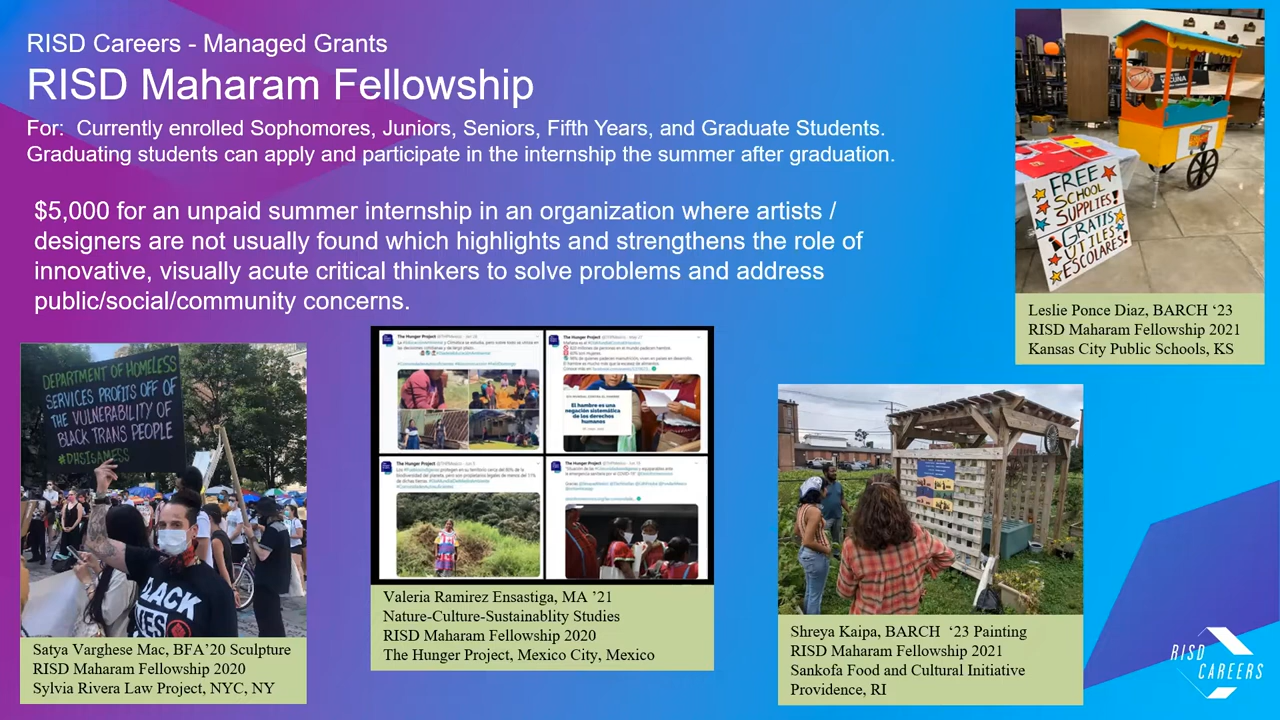 RISD Careers - Managed Grants
RISD Maharam Fellowship
For: Currently enrolled Sophomores, Juniors, Seniors, Fifth Years, and Graduate Students.
Graduating students can apply and participate in the internship the summer after graduation.
$5,000 for an unpaid summer internship in an organization where artists /
designers are not usually found which highlights and strengthens the role of
innovative, visually acute critical thinkers to solve problems and address
public/social/community concerns.
FREE
SCHOOL
SUPPLIES!
¡GRATIS
UTILES
ESCOLARES!
Leslie Ponce Diaz, BARCH ‘23
RISD Maharam Fellowship 2021
Kansas City Public Schools, KS
DEPARTMENT OF HOMELESS
SERVICES PROFITS OFF OF
THE VULNERABILITY OF
BLACK TRANS PEOPLE
#DHSISAMESS
BLACK
Satya Varghese Mac, BFA’20 Sculpture
RISD Maharam Fellowship 2020
Sylvia Rivera Law Project, NYC, NY
The Hunger Project
The Hunger Project
El hambre es una
negación sistemática
de los derechos
humanos
The Hunger Project
The Hunger Project
Valeria Ramirez Ensastiga, MA ’21
Nature-Culture-Sustainablity Studies
RISD Maharam Fellowship 2020
The Hunger Project, Mexico City, Mexico
Shreya Kaipa, BARCH ‘23 Painting
RISD Maharam Fellowship 2021
Sankofa Food and Cultural Initiative
Providence, RI
RISD
CAREERS